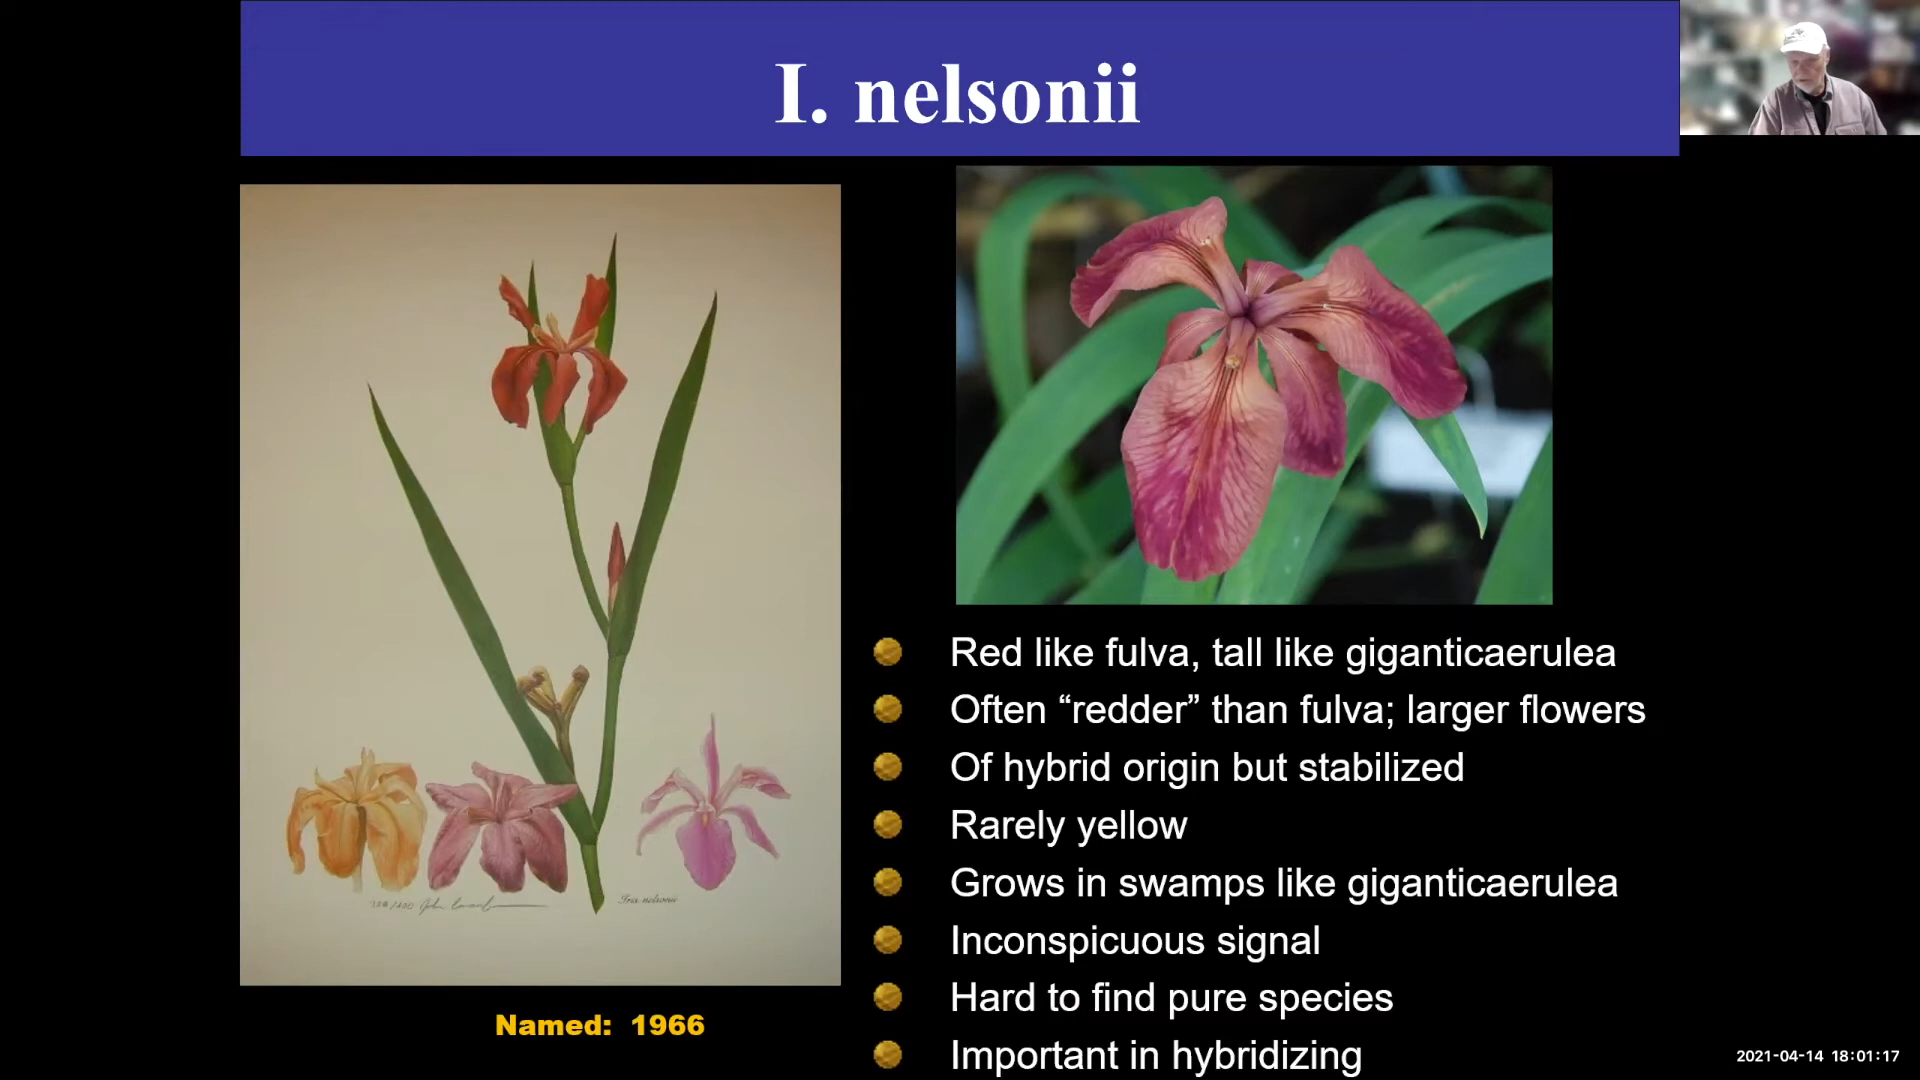 I. nelsonii
Iris nelsonii
Named: 1966
Red like fulva, tall like giganticaerulea
Often “redder” than fulva; larger flowers
Of hybrid origin but stabilized
Rarely yellow
Grows in swamps like giganticaerulea
Inconspicuous signal
Hard to find pure species
Important in hybridizing
2021-04-14 18:01:17